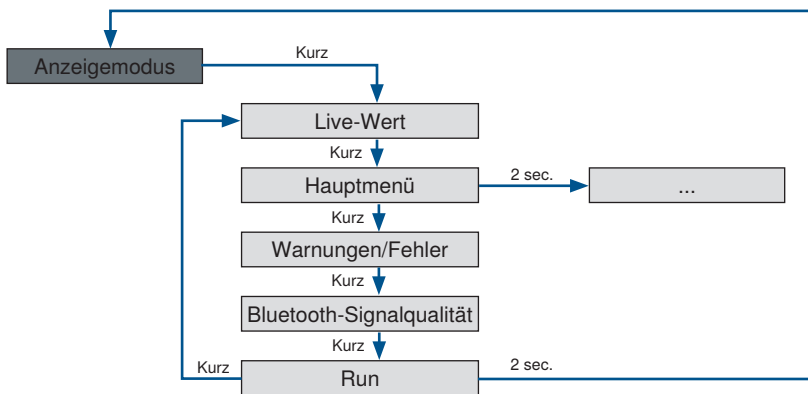 Kurz
Anzeigemodus
Live-Wert
Kurz
Hauptmenü
2 sec.
...
Kurz
Warnungen/Fehler
Kurz
Bluetooth-Signalqualität
Kurz
Kurz
Run
2 sec.